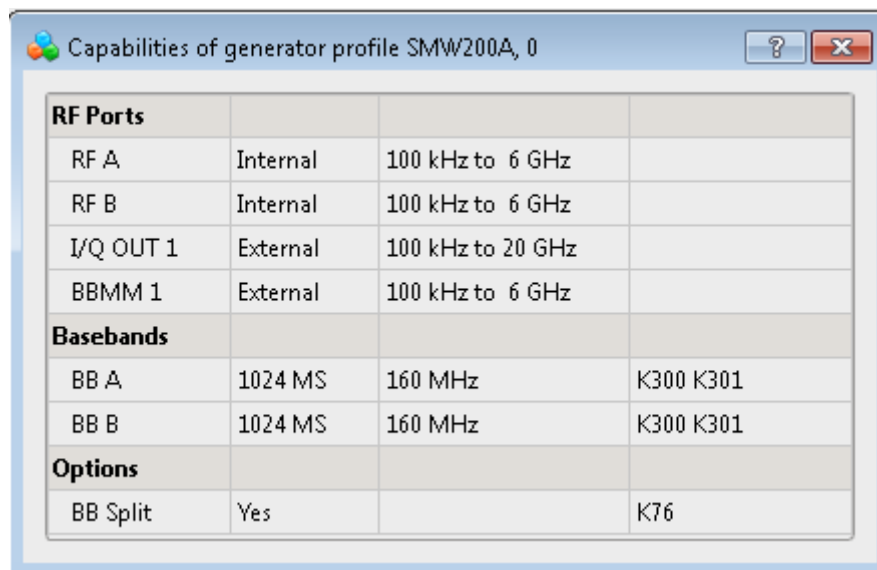 Capabilities of generator profile SMW200A, 0 ?
RF Ports
RF A Internal 100 kHz to 6 GHz
RF B Internal 100 kHz to 6 GHz
I/Q OUT 1 External 100 kHz to 20 GHz
BBMM 1 External 100 kHz to 6 GHz
Basebands
BB A 1024 MS 160 MHz K300 K301
BB B 1024 MS 160 MHz K300 K301
Options
BB Split Yes K76